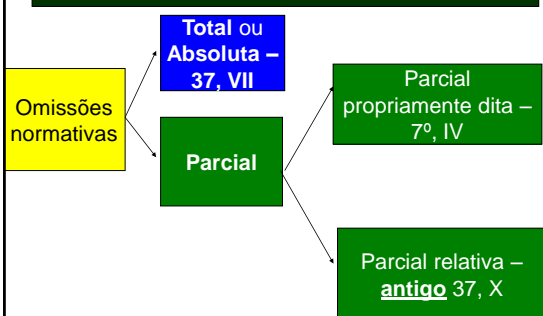 Total ou
Absoluta –
37, VII
Omissões
normativas
Parcial
propriamente dita –
7º, IV
Parcial
Parcial relativa –
antigo 37, X